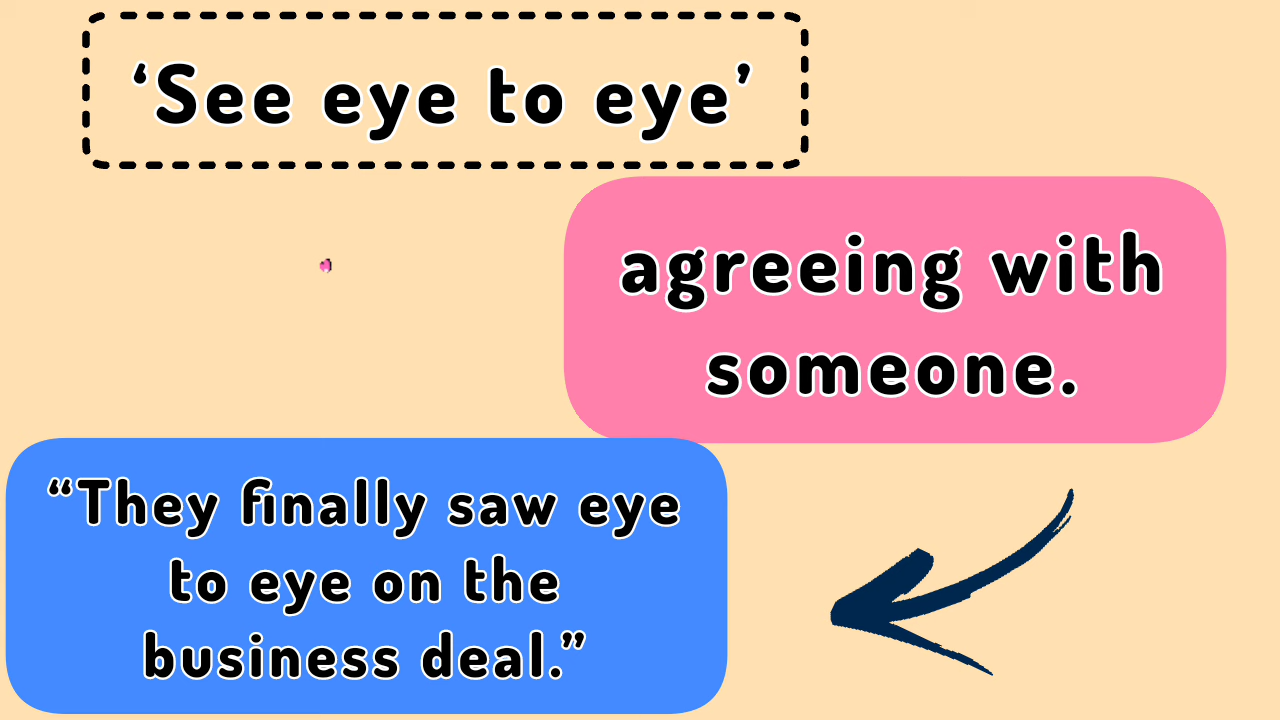 ‘See eye to eye’
agreeing with
someone.
“They finally saw eye
to eye on the
business deal.”